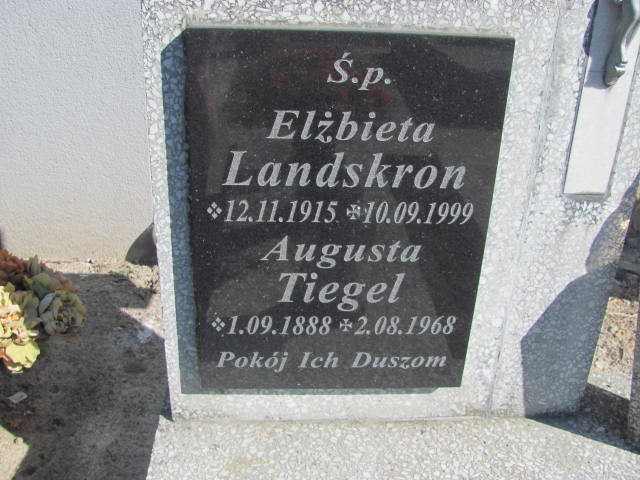 Ś.p.
Elżbieta
Landskron
❖12.11.1915 ✠10.09.1999
Augusta
Tiegel
❖1.09.1888 ✠2.08.1968
Pokój Ich Duszom